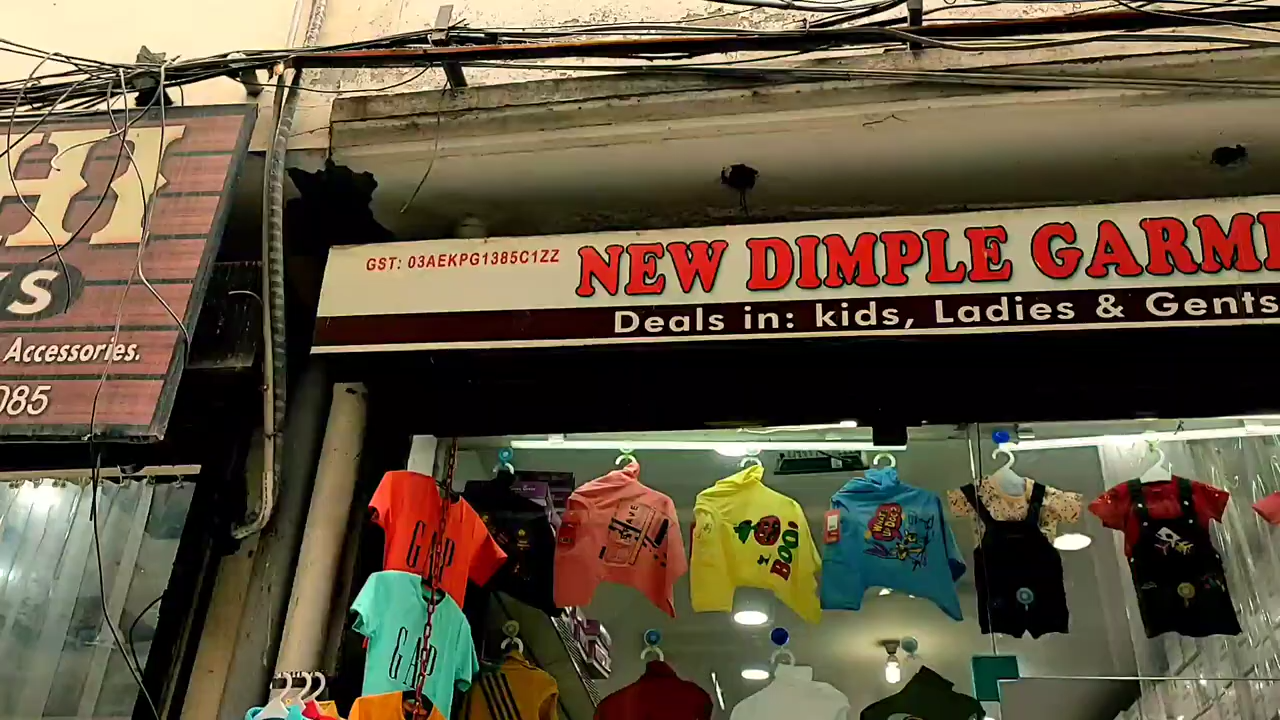 Accessories.
085
GST: 03AEKPG1385C1ZZ
NEW DIMPLE GARM
Deals in: kids, Ladies & Gents
GAP
GAP
BOO!